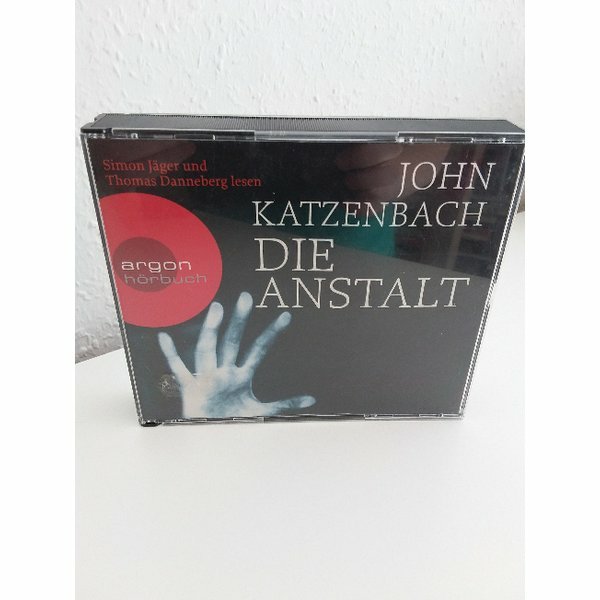 Simon Jäger und
Thomas Danneberg lesen
JOHN
KATZENBACH
DIE
ANSTALT
argon
hörbuch